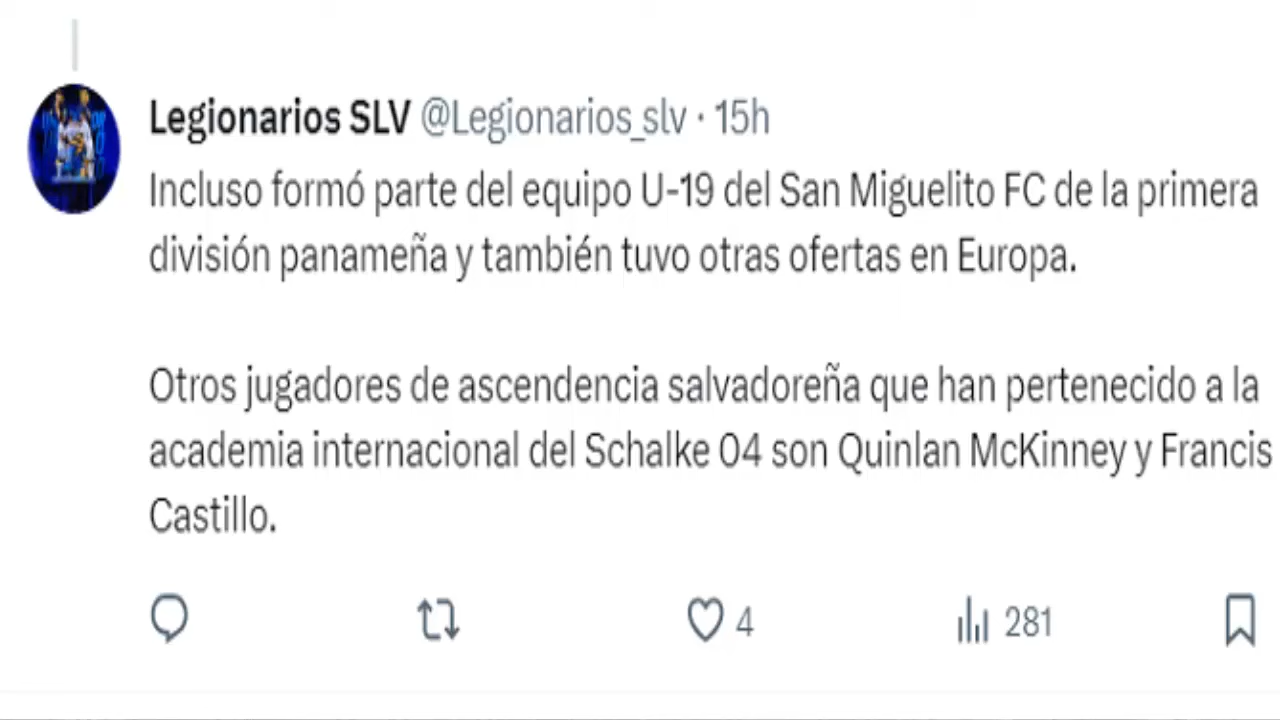 Legionarios SLV @Legionarios_slv · 15h
Incluso formó parte del equipo U-19 del San Miguelito FC de la primera
división panameña y también tuvo otras ofertas en Europa.
Otros jugadores de ascendencia salvadoreña que han pertenecido a la
academia internacional del Schalke 04 son Quinlan McKinney y Francis
Castillo.
4 281